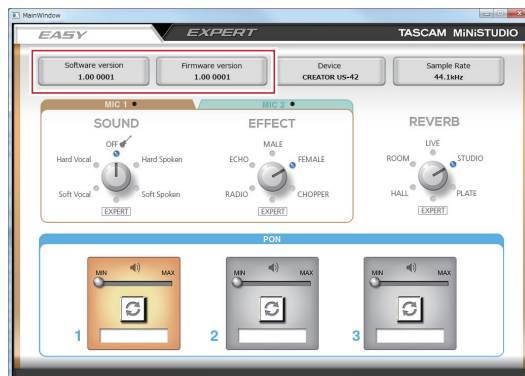 MainWindow
EASY
EXPERT
TASCAM MiNiSTUDIO
Software version
1.00 0001
Firmware version
1.00 0001
Device
CREATOR US-42
Sample Rate
44.1kHz
MIC 1
MIC 2
SOUND
OFF
Hard Vocal
Hard Spoken
Soft Vocal
Soft Spoken
EXPERT
EFFECT
MALE
ECHO
FEMALE
RADIO
CHOPPER
EXPERT
REVERB
LIVE
ROOM
STUDIO
HALL
PLATE
EXPERT
PON
MIN MAX
1
MIN MAX
2
MIN MAX
3